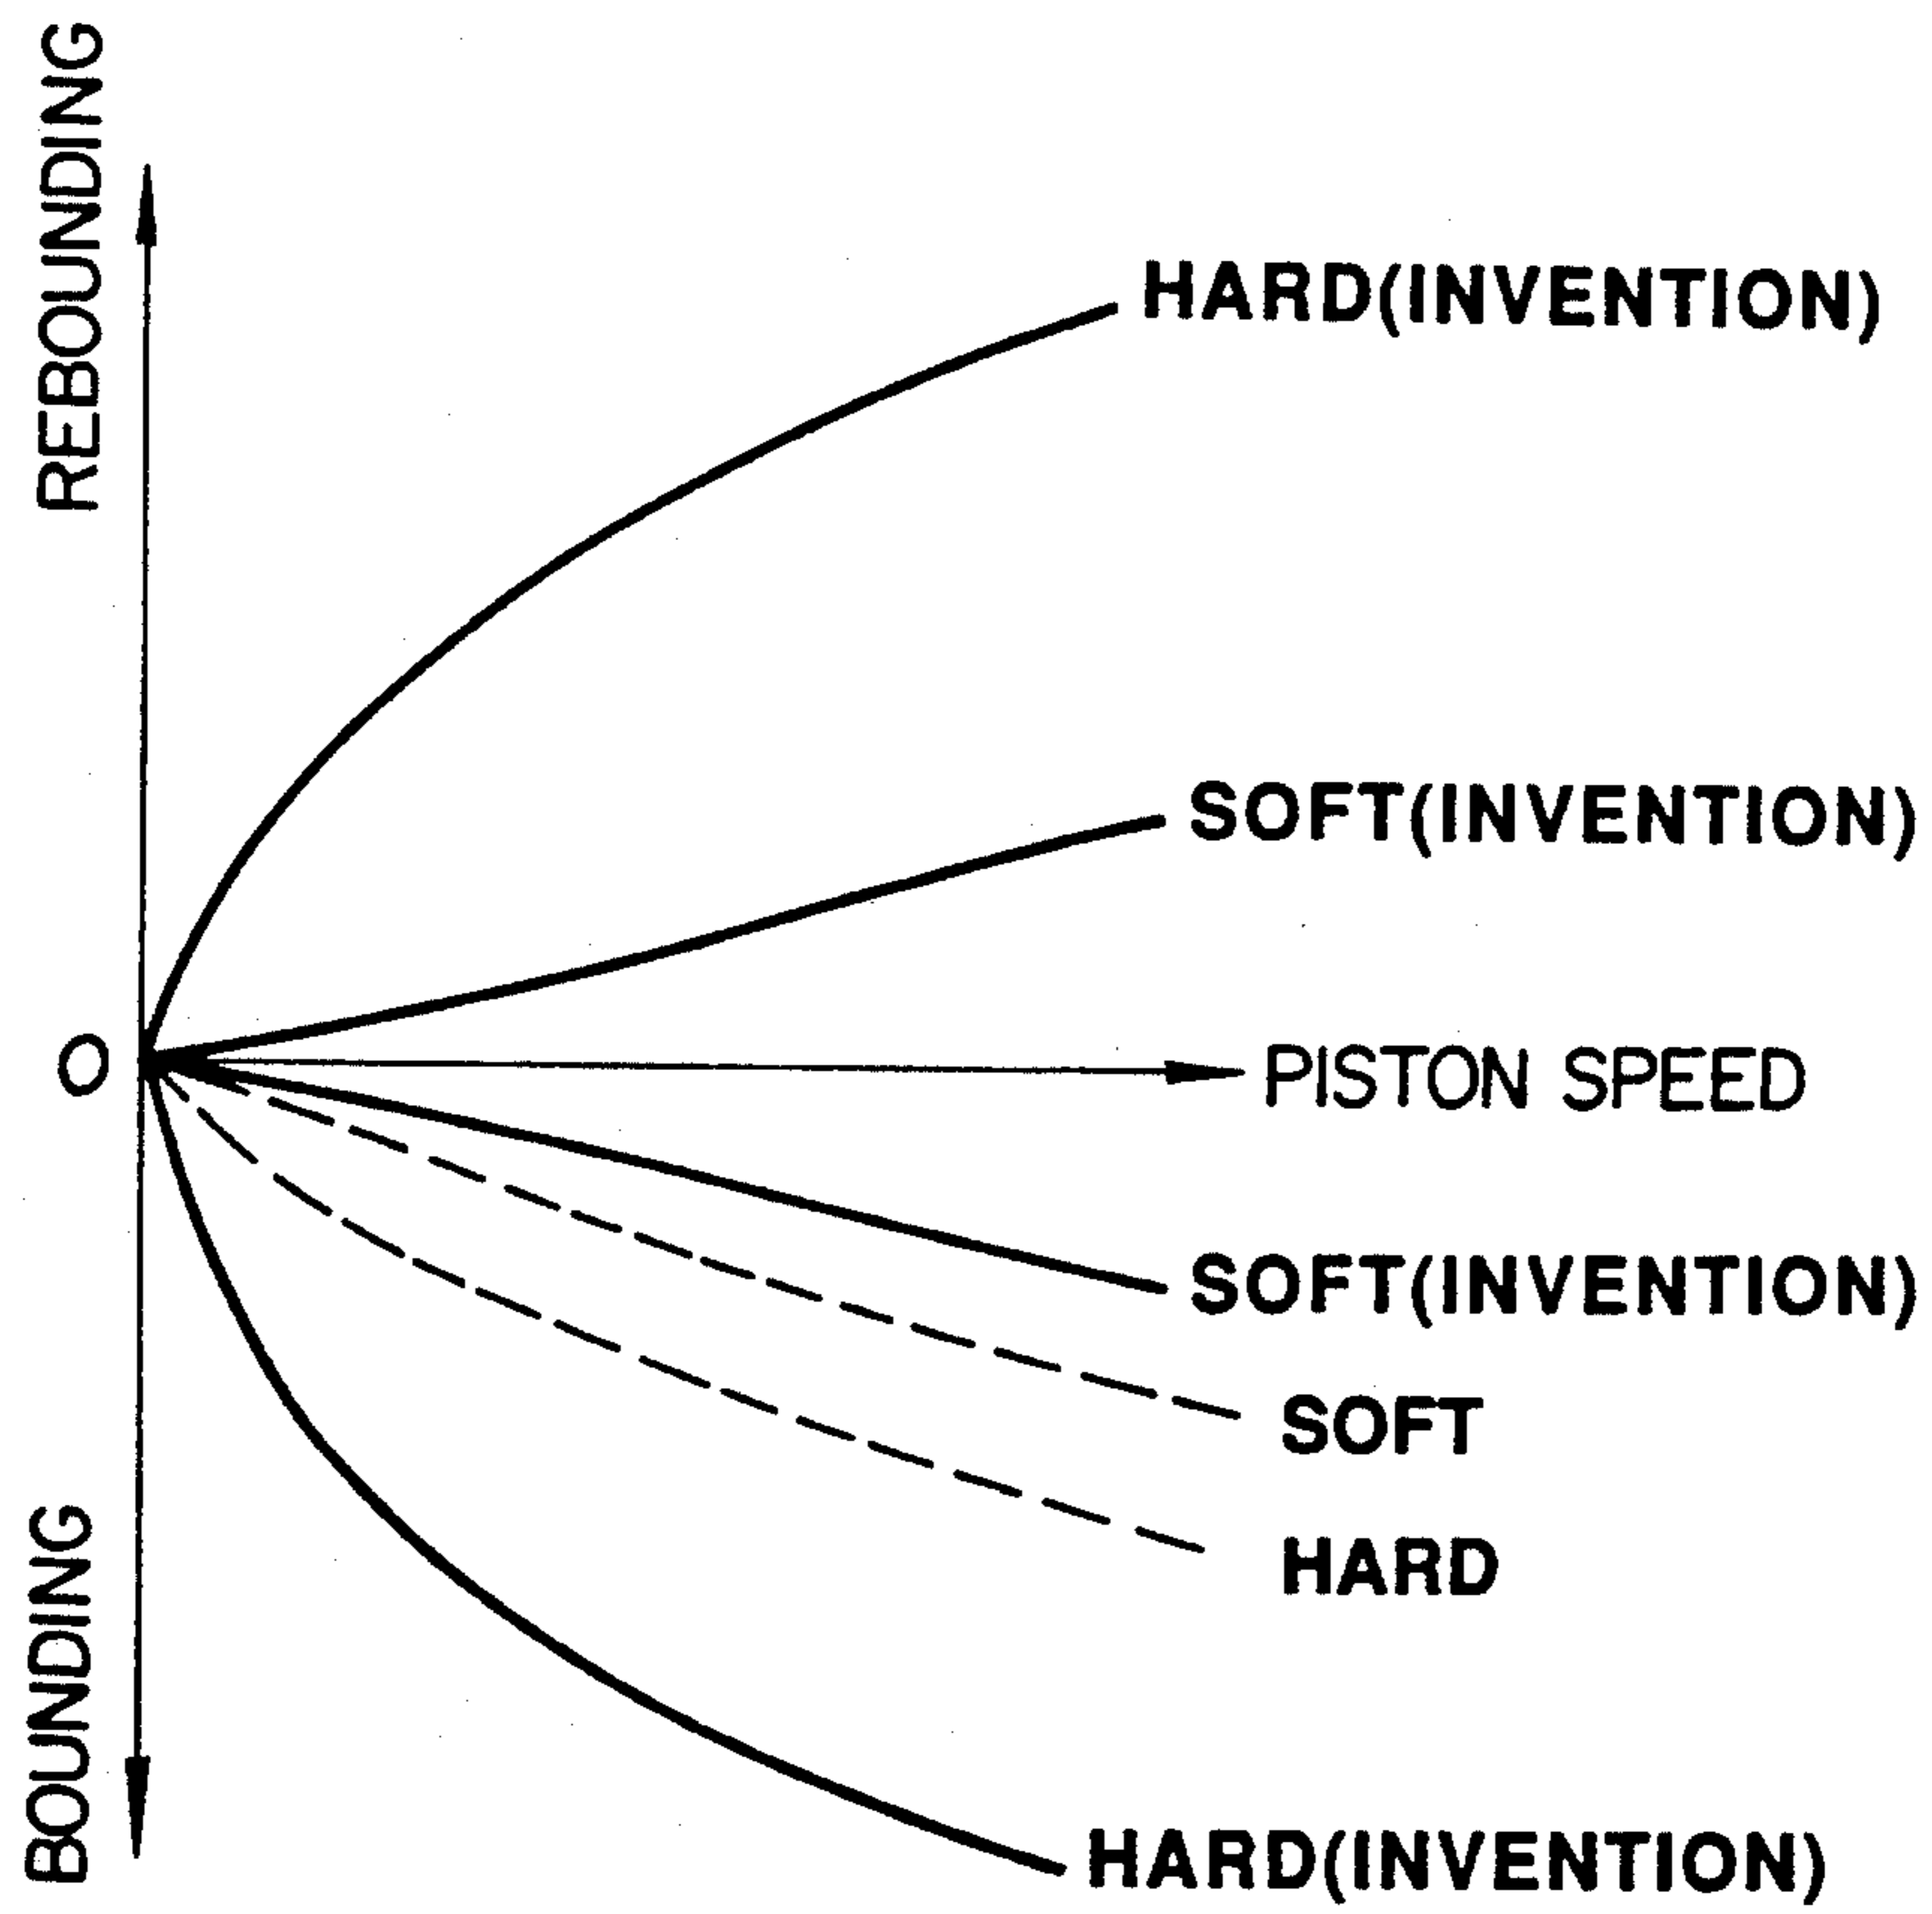 REBOUNDING
HARD(INVENTION)
SOFT(INVENTION)
O
PISTON SPEED
SOFT(INVENTION)
SOFT
HARD
BOUNDING
HARD(INVENTION)